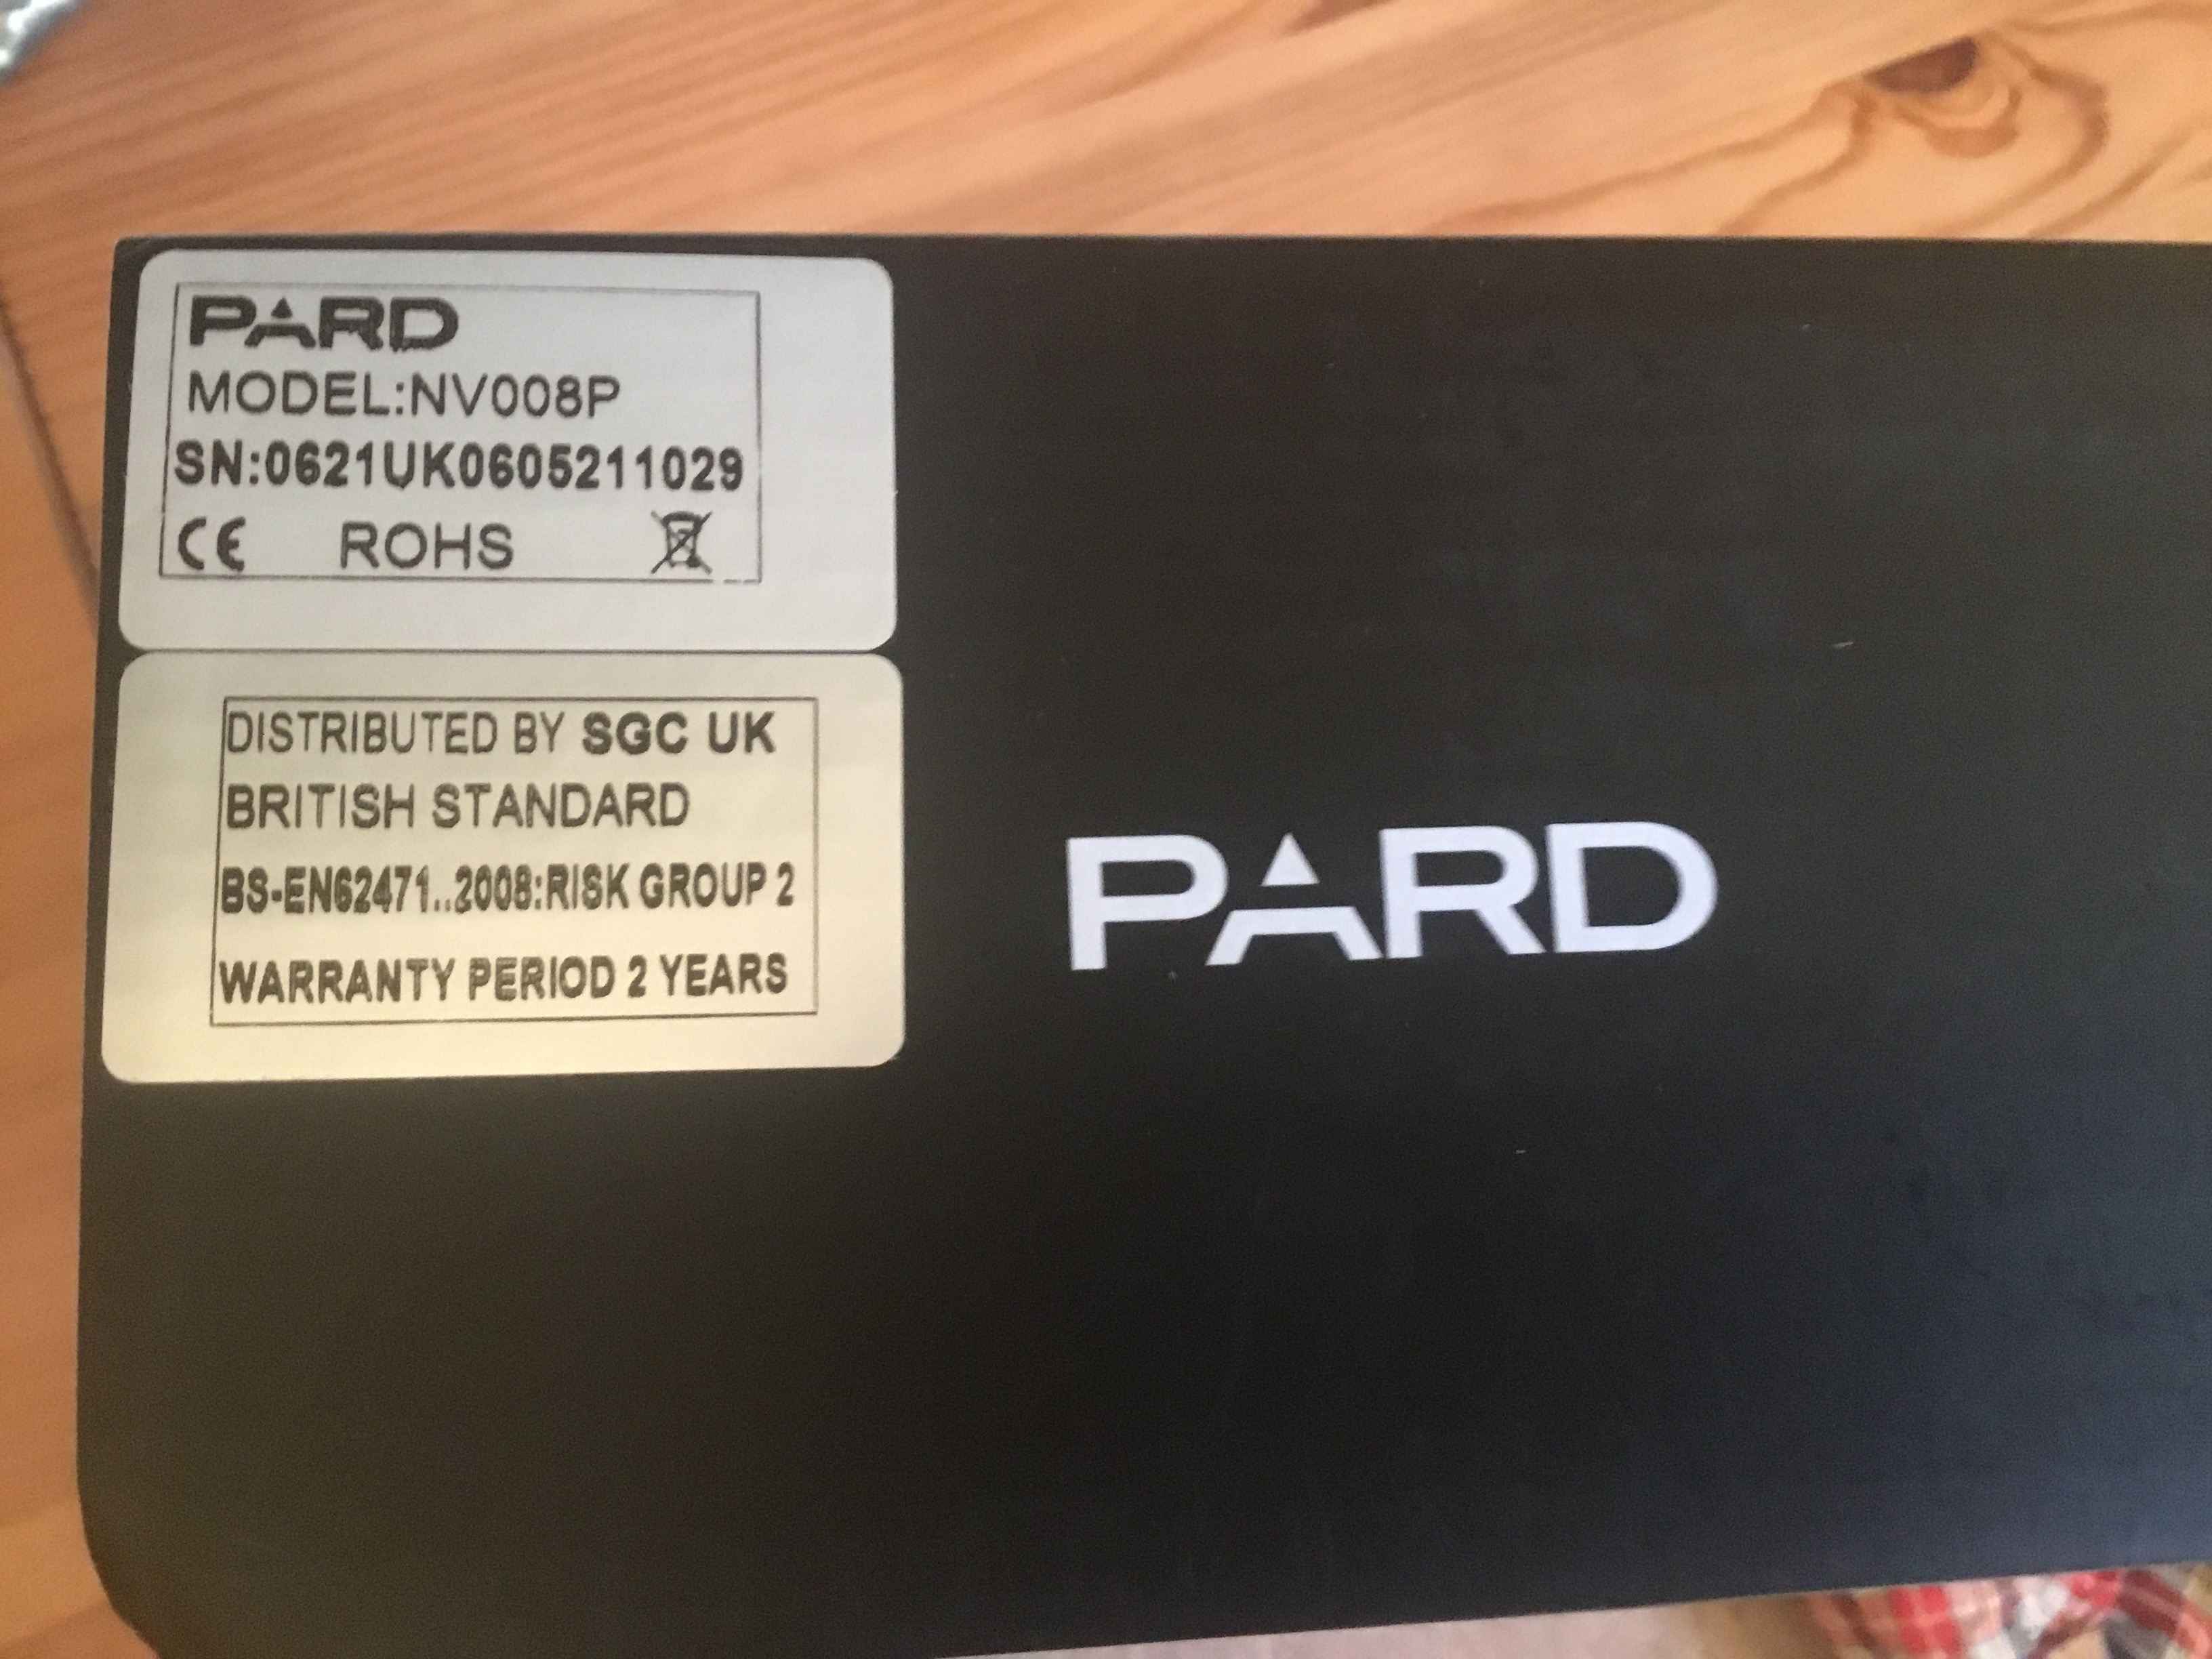 PARD
MODEL:NV008P
SN:0621UK0605211029
CE ROHS
DISTRIBUTED BY SGC UK
BRITISH STANDARD
BS-EN62471..2008:RISK GROUP 2
WARRANTY PERIOD 2 YEARS
PARD